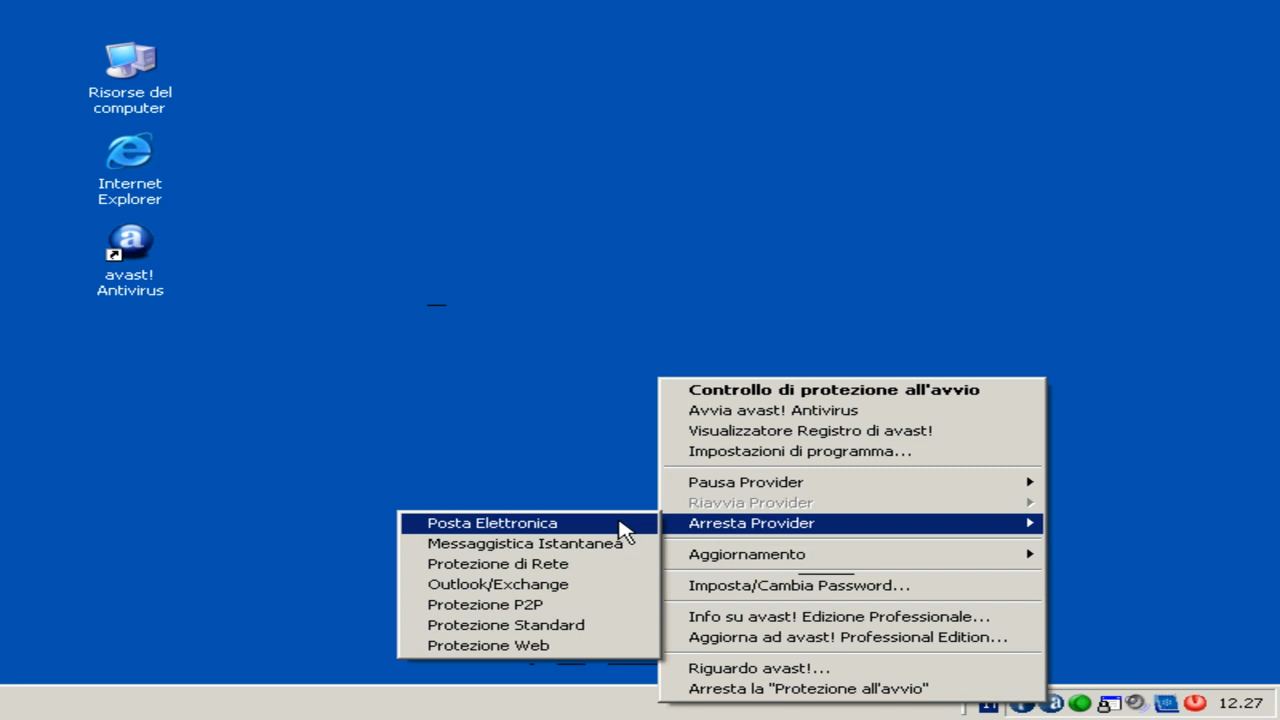 Risorse del
computer
Internet
Explorer
avast!
Antivirus
Controllo di protezione all'avvio
Avvia avast! Antivirus
Visualizzatore Registro di avast!
Impostazioni di programma...
Pausa Provider
Riavvia Provider
Arresta Provider
Posta Elettronica
Messaggistica Istantanea
Protezione di Rete
Outlook/Exchange
Protezione P2P
Protezione Standard
Protezione Web
Aggiornamento
Imposta/Cambia Password...
Info su avast! Edizione Professionale...
Aggiorna ad avast! Professional Edition...
Riguardo avast!...
Arresta la "Protezione all'avvio"
12.27